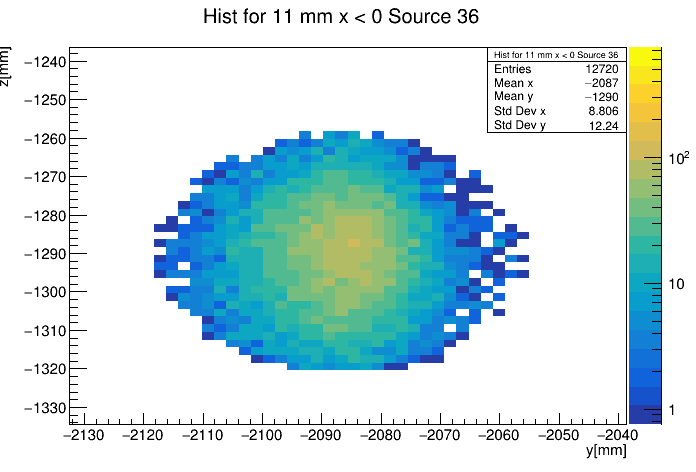 Hist for 11 mm x < 0 Source 36
z[mm]
−1240
−1250
−1260
−1270
−1280
−1290
−1300
−1310
−1320
−1330
Hist for 11 mm x < 0 Source 36
Entries 12720
Mean x −2087
Mean y −1290
Std Dev x 8.806
Std Dev y 12.24
10²
10
1
−2130 −2120 −2110 −2100 −2090 −2080 −2070 −2060 −2050 −2040
y[mm]